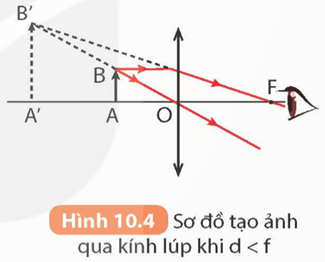 B'
B
F
A'
A
O
Hình 10.4 Sơ đồ tạo ảnh
qua kính lúp khi d < f